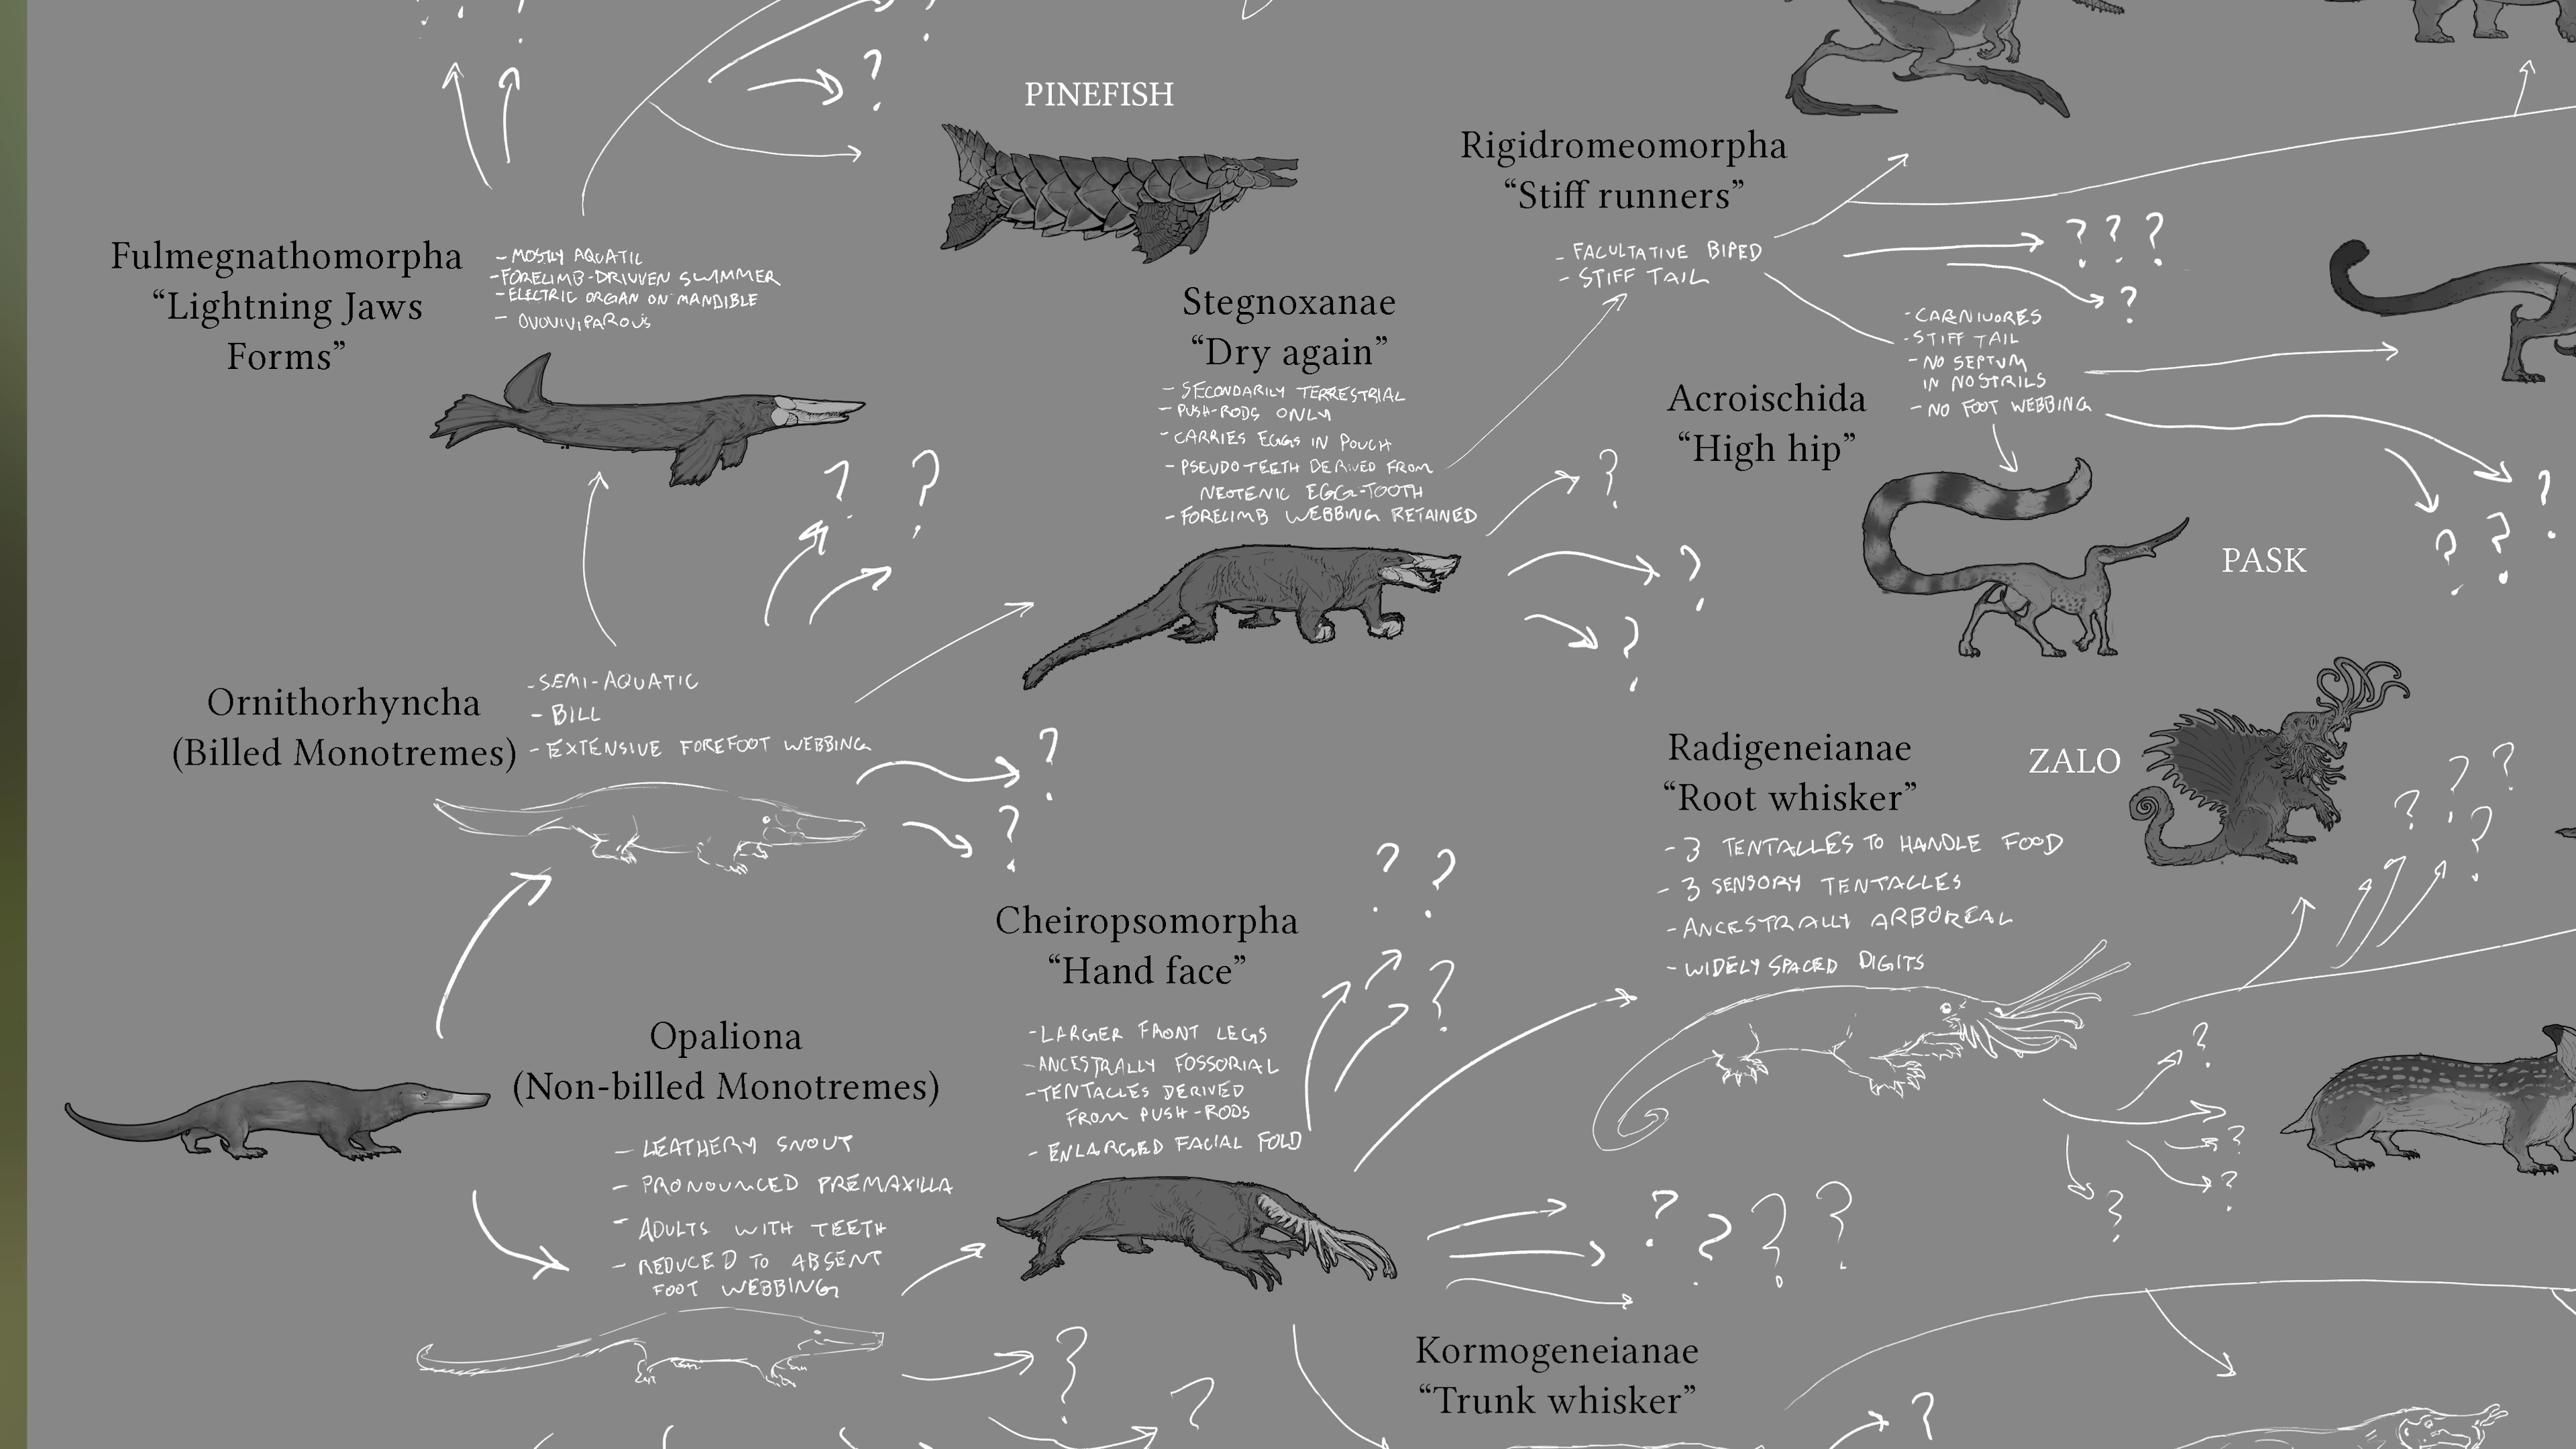 PINEFISH
Rigidromeomorpha
“Stiff runners”
- FACULTATIVE BIPED
- STIFF TAIL
? ? ?
?
?
Fulmegnathomorpha
“Lightning Jaws
Forms”
- MOSTLY AQUATIC
- FORELIMB-DRIVVEN SWIMMER
- ELECTRIC ORGAN ON MANDIBLE
- OVOVIVIPAROUS
Stegnoxanae
“Dry again”
- SECONDARILY TERRESTRIAL
- PUSH-RODS ONLY
- CARRIES EGGS IN POUCH
- PSEUDOTEETH DERIVED FROM
NEOTENIC EGG-TOOTH
- FORELIMB WEBBING RETAINED
Acroischida
“High hip”
- CARNIVORES
- STIFF TAIL
- NO SEPTUM
IN NOSTRILS
- NO FOOT WEBBING
? ?
?
?
?
? ? ?
PASK
Ornithorhyncha
(Billed Monotremes)
- SEMI-AQUATIC
- BILL
- EXTENSIVE FOREFOOT WEBBING
?
?
Radigeneianae
“Root whisker”
- 3 TENTACLES TO HANDLE FOOD
- 3 SENSORY TENTACLES
- ANCESTRALLY ARBOREAL
- WIDELY SPACED DIGITS
ZALO
? ? ? ?
Cheiropsomorpha
“Hand face”
- LARGER FRONT LEGS
- ANCESTRALLY FOSSORIAL
- TENTACLES DERIVED
FROM PUSH-RODS
- ENLARGED FACIAL FOLD
? ?
?
Opaliona
(Non-billed Monotremes)
- LEATHERY SNOUT
- PRONOUNCED PREMAXILLA
- ADULTS WITH TEETH
- REDUCED TO ABSENT
FOOT WEBBING
? ? ? ?
?
?
?
?
Kormogeneianae
“Trunk whisker”
?
?
?